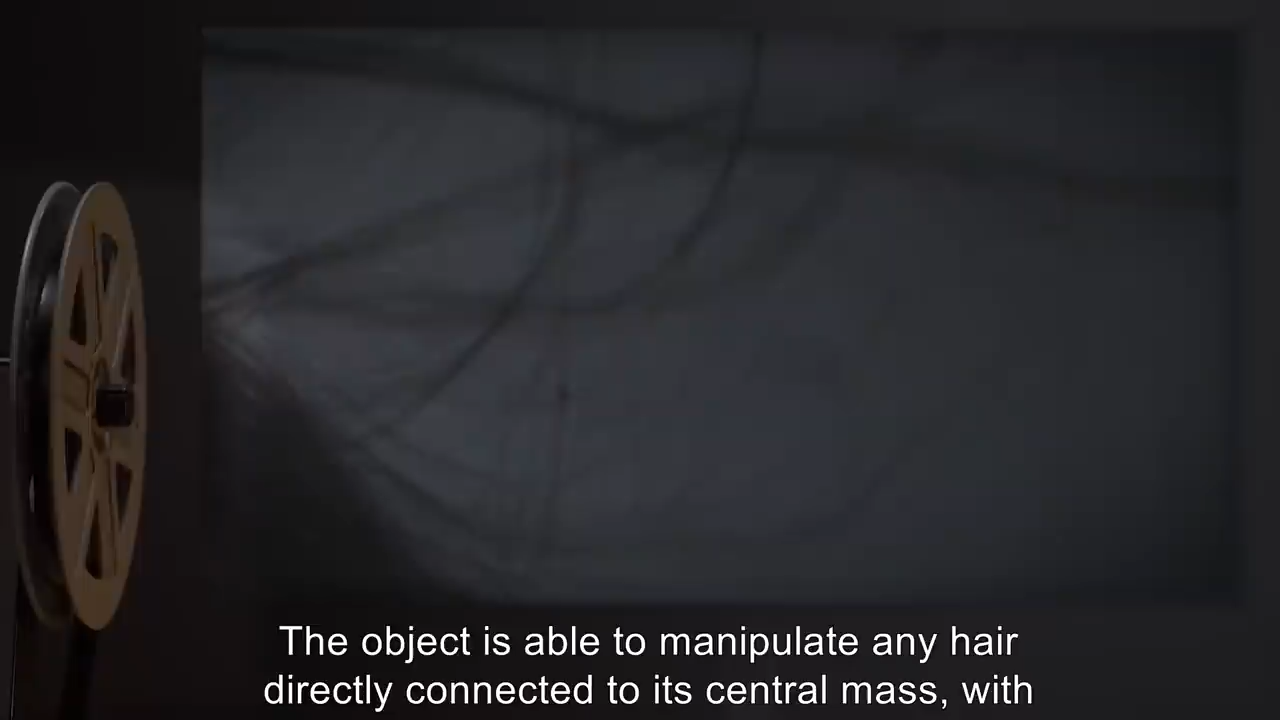 The object is able to manipulate any hair
directly connected to its central mass, with